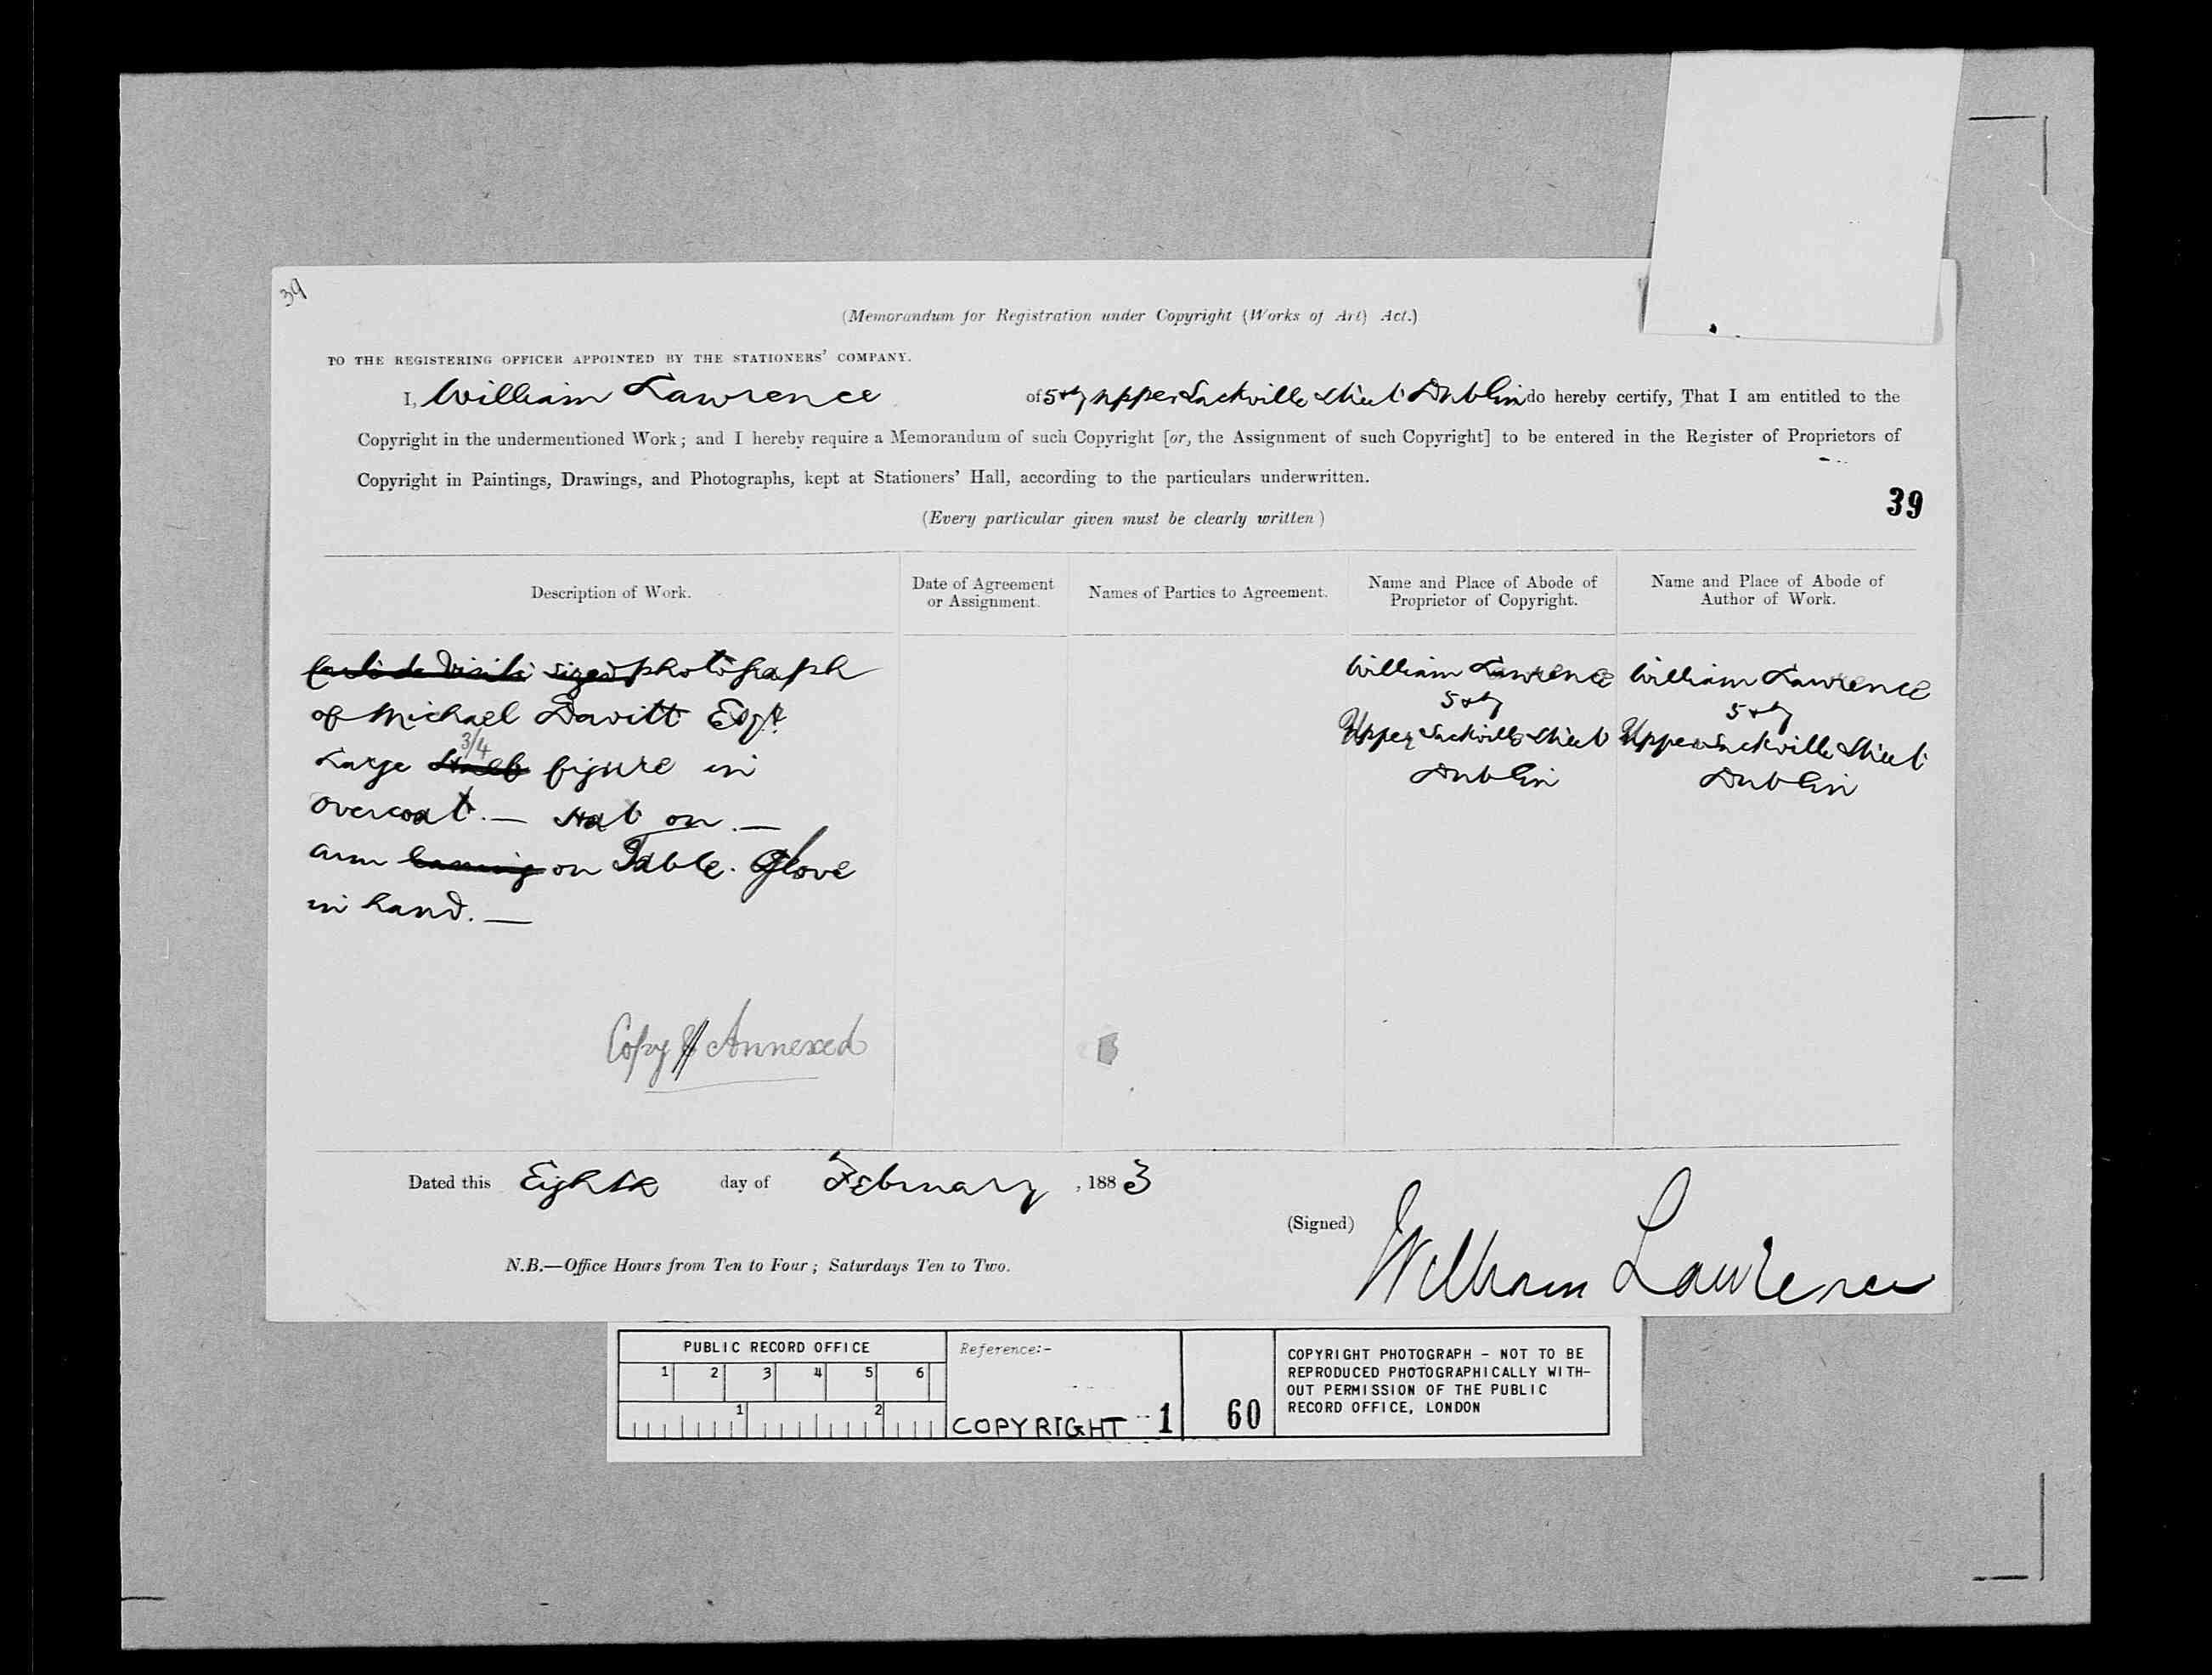 39
(Memorandum for Registration under Copyright (Works of Art) Act.)
TO THE REGISTERING OFFICER APPOINTED BY THE STATIONERS' COMPANY.
I, William Lawrence of 5 & 7 Upper Sackville Street Dublin do hereby certify, That I am entitled to the
Copyright in the undermentioned Work; and I hereby require a Memorandum of such Copyright [or, the Assignment of such Copyright] to be entered in the Register of Proprietors of
Copyright in Paintings, Drawings, and Photographs, kept at Stationers' Hall, according to the particulars underwritten.
39
(Every particular given must be clearly written)
Description of Work.
Date of Agreement
or Assignment.
Names of Parties to Agreement.
Name and Place of Abode of
Proprietor of Copyright.
Name and Place of Abode of
Author of Work.
Carte de Visite sized photograph
of Michael Davitt Esqr.
3/4
Large Half figure in
overcoat. — Hat on. —
arm leaning on Table. Glove
in hand. —
Copy Annexed
William Lawrence
5 & 7
Upper Sackville Street
Dublin
William Lawrence
5 & 7
Upper Sackville Street
Dublin
Dated this Eighth day of February, 1883
(Signed) William Lawrence
N.B.—Office Hours from Ten to Four; Saturdays Ten to Two.
PUBLIC RECORD OFFICE
1 2 3 4 5 6
1 2
Reference:-
COPYRIGHT 1
60
COPYRIGHT PHOTOGRAPH - NOT TO BE
REPRODUCED PHOTOGRAPHICALLY WITH-
OUT PERMISSION OF THE PUBLIC
RECORD OFFICE, LONDON